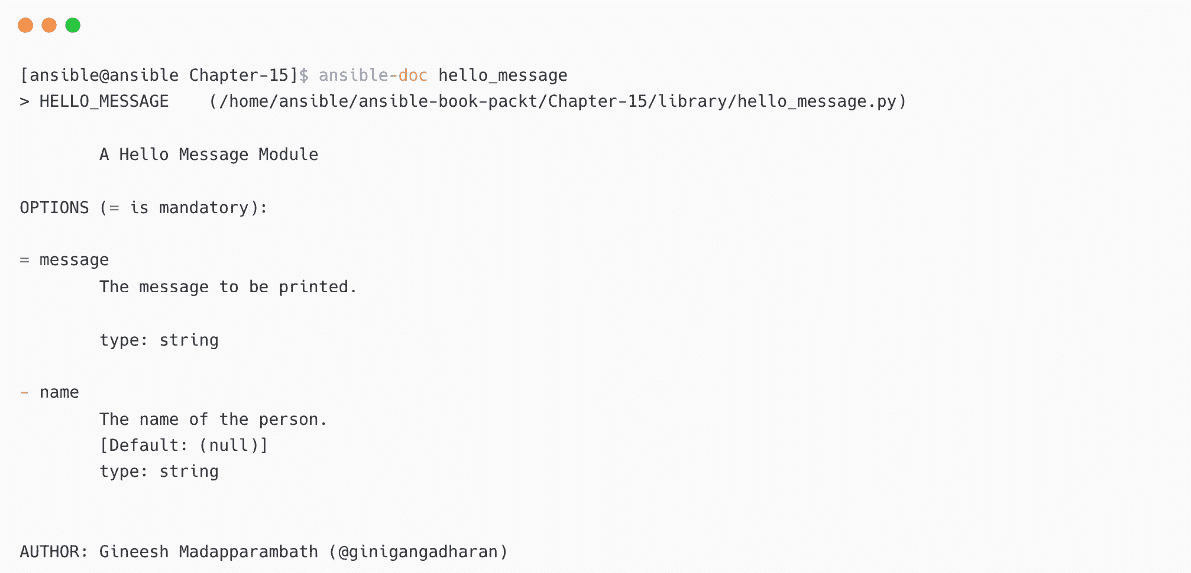 [ansible@ansible Chapter-15]$ ansible-doc hello_message
> HELLO_MESSAGE    (/home/ansible/ansible-book-packt/Chapter-15/library/hello_message.py)
A Hello Message Module
OPTIONS (= is mandatory):
= message
The message to be printed.
type: string
- name
The name of the person.
[Default: (null)]
type: string
AUTHOR: Gineesh Madapparambath (@ginigangadharan)